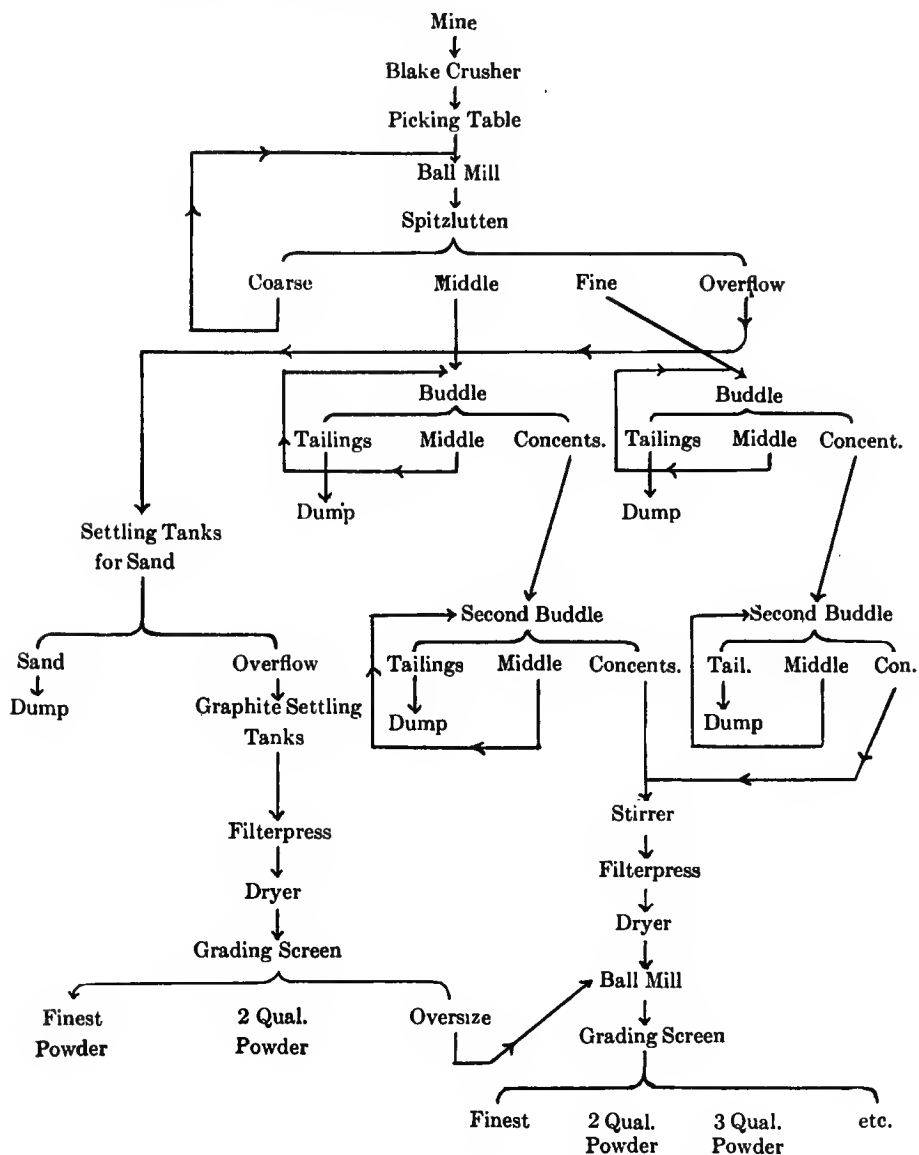 Mine
Blake Crusher
Picking Table
Ball Mill
Spitzlutten
Coarse Middle Fine Overflow
Buddle Buddle
Tailings Middle Concents. Tailings Middle Concent.
Dump Dump
Settling Tanks
for Sand
Second Buddle Second Buddle
Sand Overflow Tailings Middle Concents. Tail. Middle Con.
Dump Graphite Settling Dump Dump
Tanks
Stirrer
Filterpress
Filterpress
Dryer
Dryer
Grading Screen
Ball Mill
Finest 2 Qual. Oversize
Powder Powder
Grading Screen
Finest 2 Qual. 3 Qual. etc.
Powder Powder